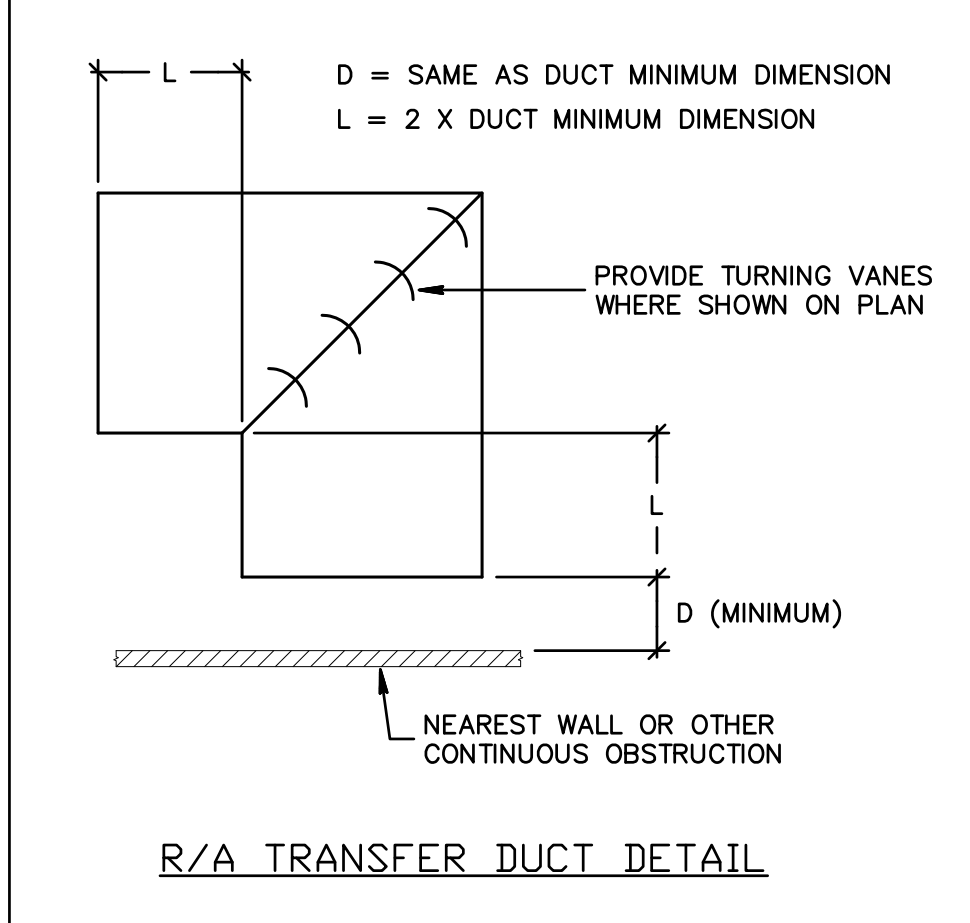 L
D = SAME AS DUCT MINIMUM DIMENSION
L = 2 X DUCT MINIMUM DIMENSION
PROVIDE TURNING VANES
WHERE SHOWN ON PLAN
L
D (MINIMUM)
NEAREST WALL OR OTHER
CONTINUOUS OBSTRUCTION
R/A TRANSFER DUCT DETAIL